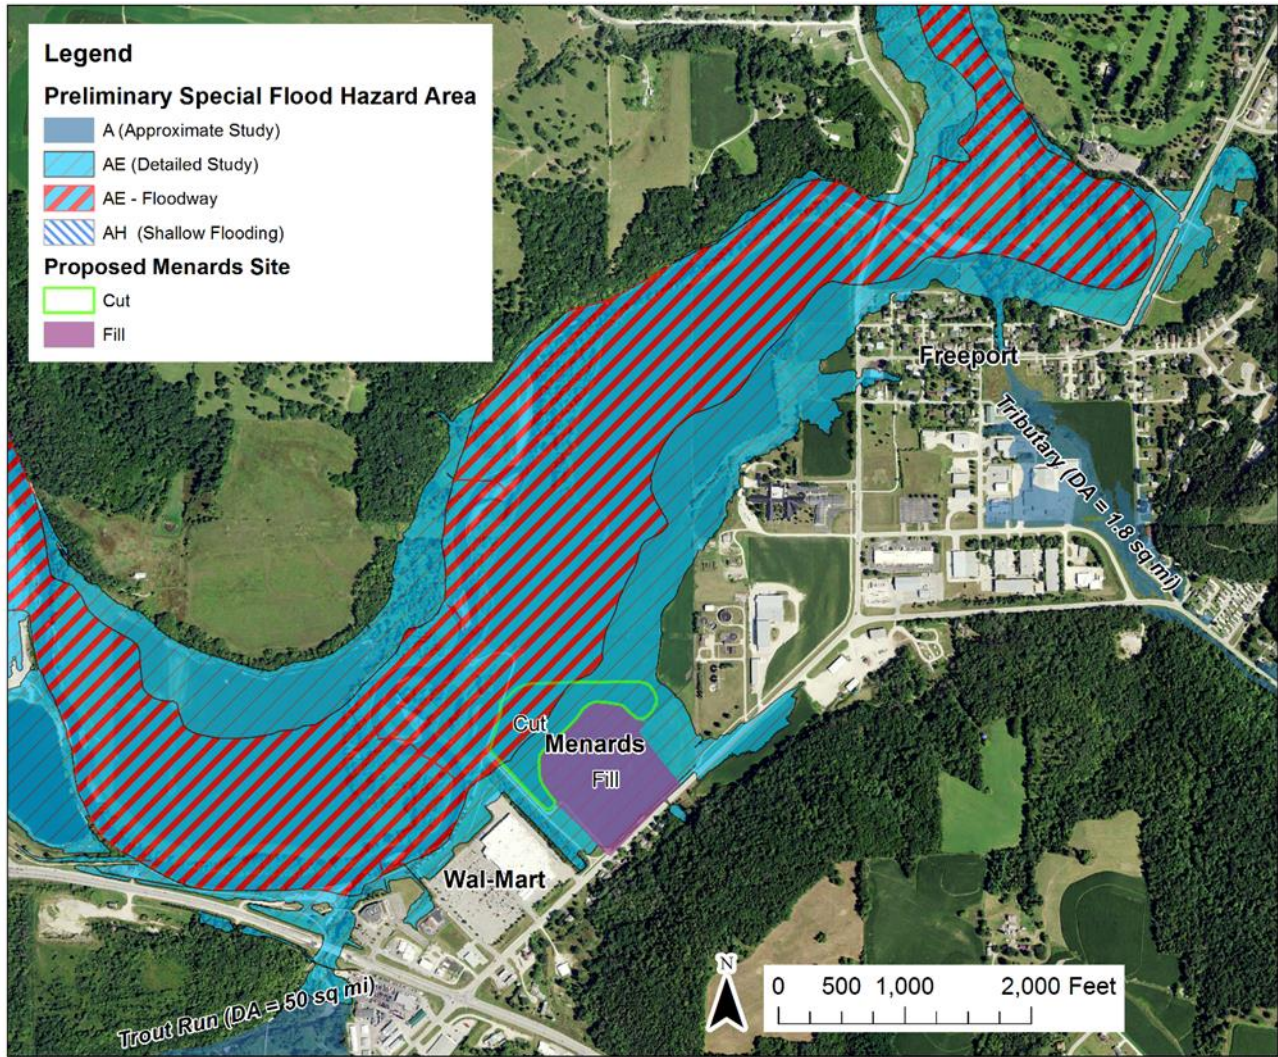 Legend
Preliminary Special Flood Hazard Area
A (Approximate Study)
AE (Detailed Study)
AE - Floodway
AH (Shallow Flooding)
Proposed Menards Site
Cut
Fill
Freeport
Tributary (DA = 1.8 sq mi)
Cut
Menards
Fill
Wal-Mart
Trout Run (DA = 50 sq mi)
N
0 500 1,000 2,000 Feet